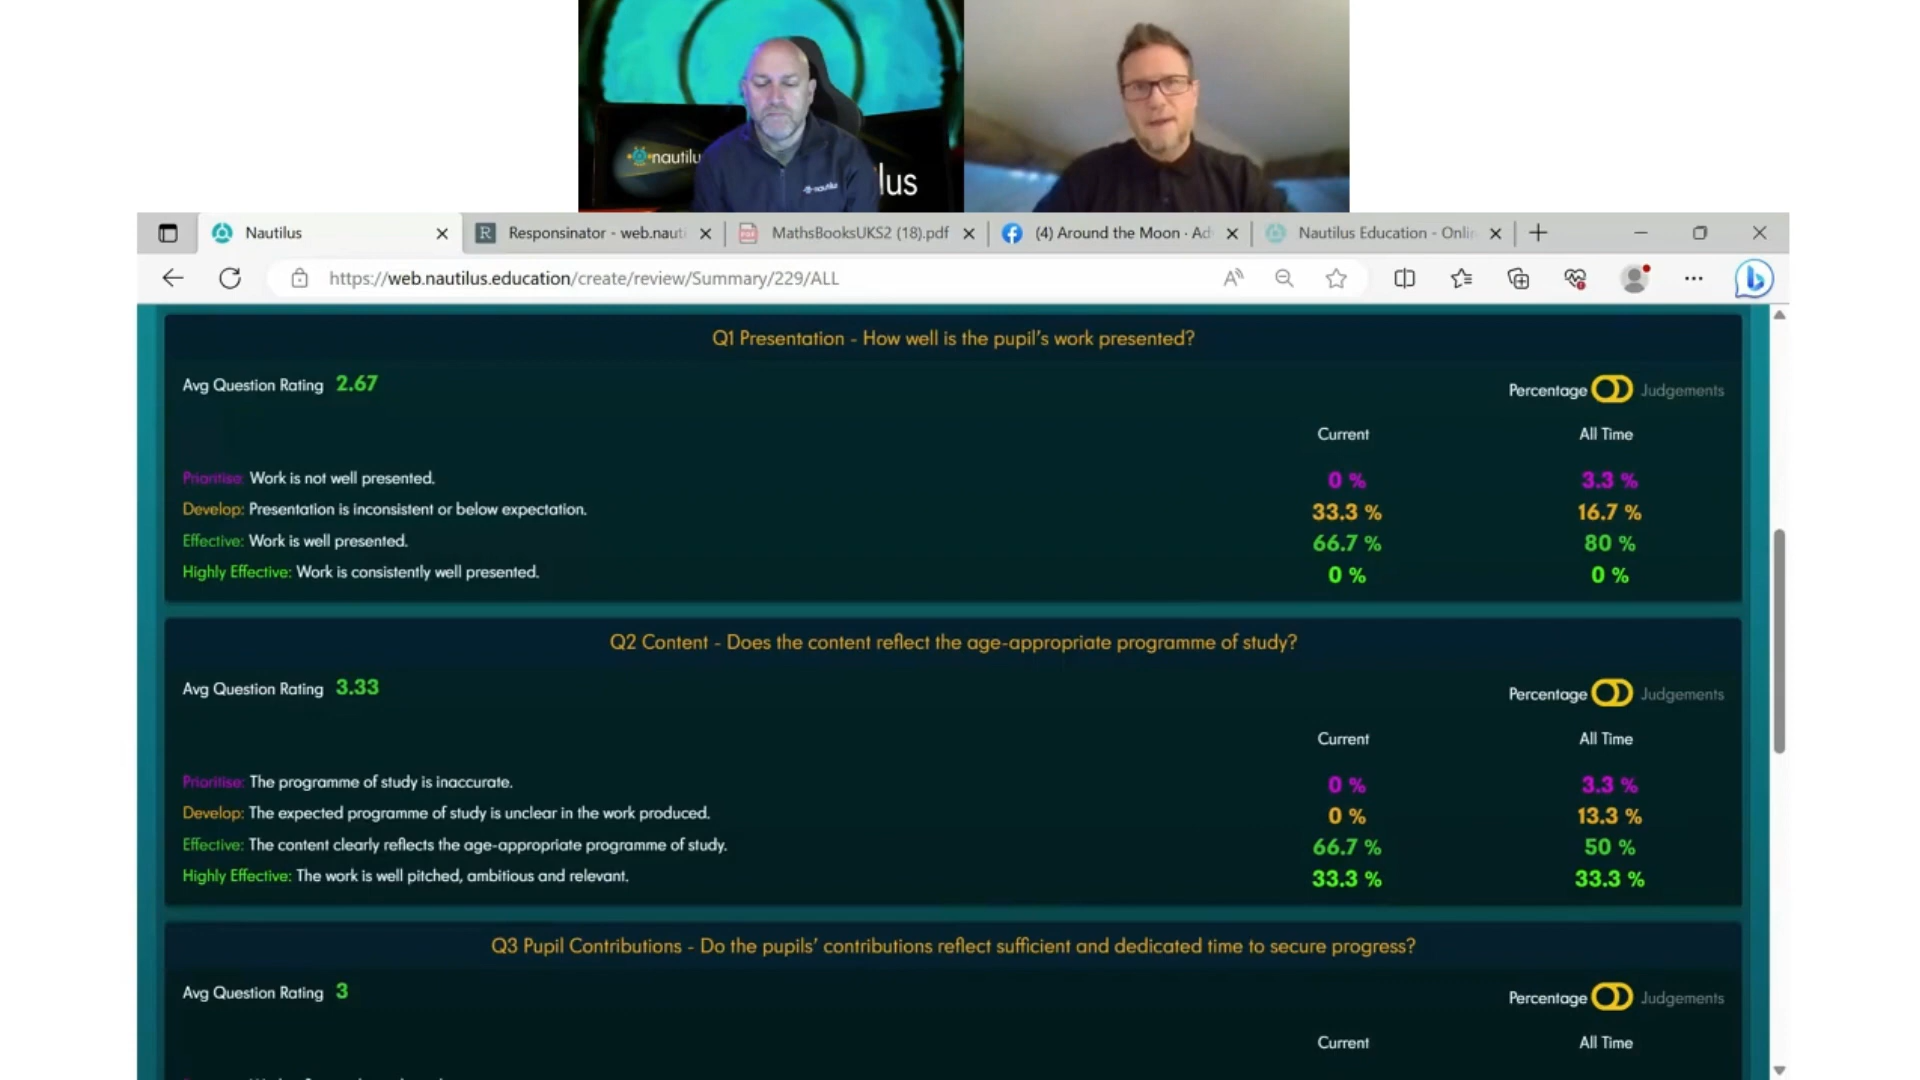 nautilu
lus
nautilus
Nautilus
Responsinator - web.nauti
MathsBooksUKS2 (18).pdf
(4) Around the Moon · Ad
Nautilus Education - Onlin
https://web.nautilus.education/create/review/Summary/229/ALL
Q1 Presentation - How well is the pupil's work presented?
Avg Question Rating 2.67
Percentage Judgements
Current All Time
Prioritise: Work is not well presented. 0 % 3.3 %
Develop: Presentation is inconsistent or below expectation. 33.3 % 16.7 %
Effective: Work is well presented. 66.7 % 80 %
Highly Effective: Work is consistently well presented. 0 % 0 %
Q2 Content - Does the content reflect the age-appropriate programme of study?
Avg Question Rating 3.33
Percentage Judgements
Current All Time
Prioritise: The programme of study is inaccurate. 0 % 3.3 %
Develop: The expected programme of study is unclear in the work produced. 0 % 13.3 %
Effective: The content clearly reflects the age-appropriate programme of study. 66.7 % 50 %
Highly Effective: The work is well pitched, ambitious and relevant. 33.3 % 33.3 %
Q3 Pupil Contributions - Do the pupils' contributions reflect sufficient and dedicated time to secure progress?
Avg Question Rating 3
Percentage Judgements
Current All Time